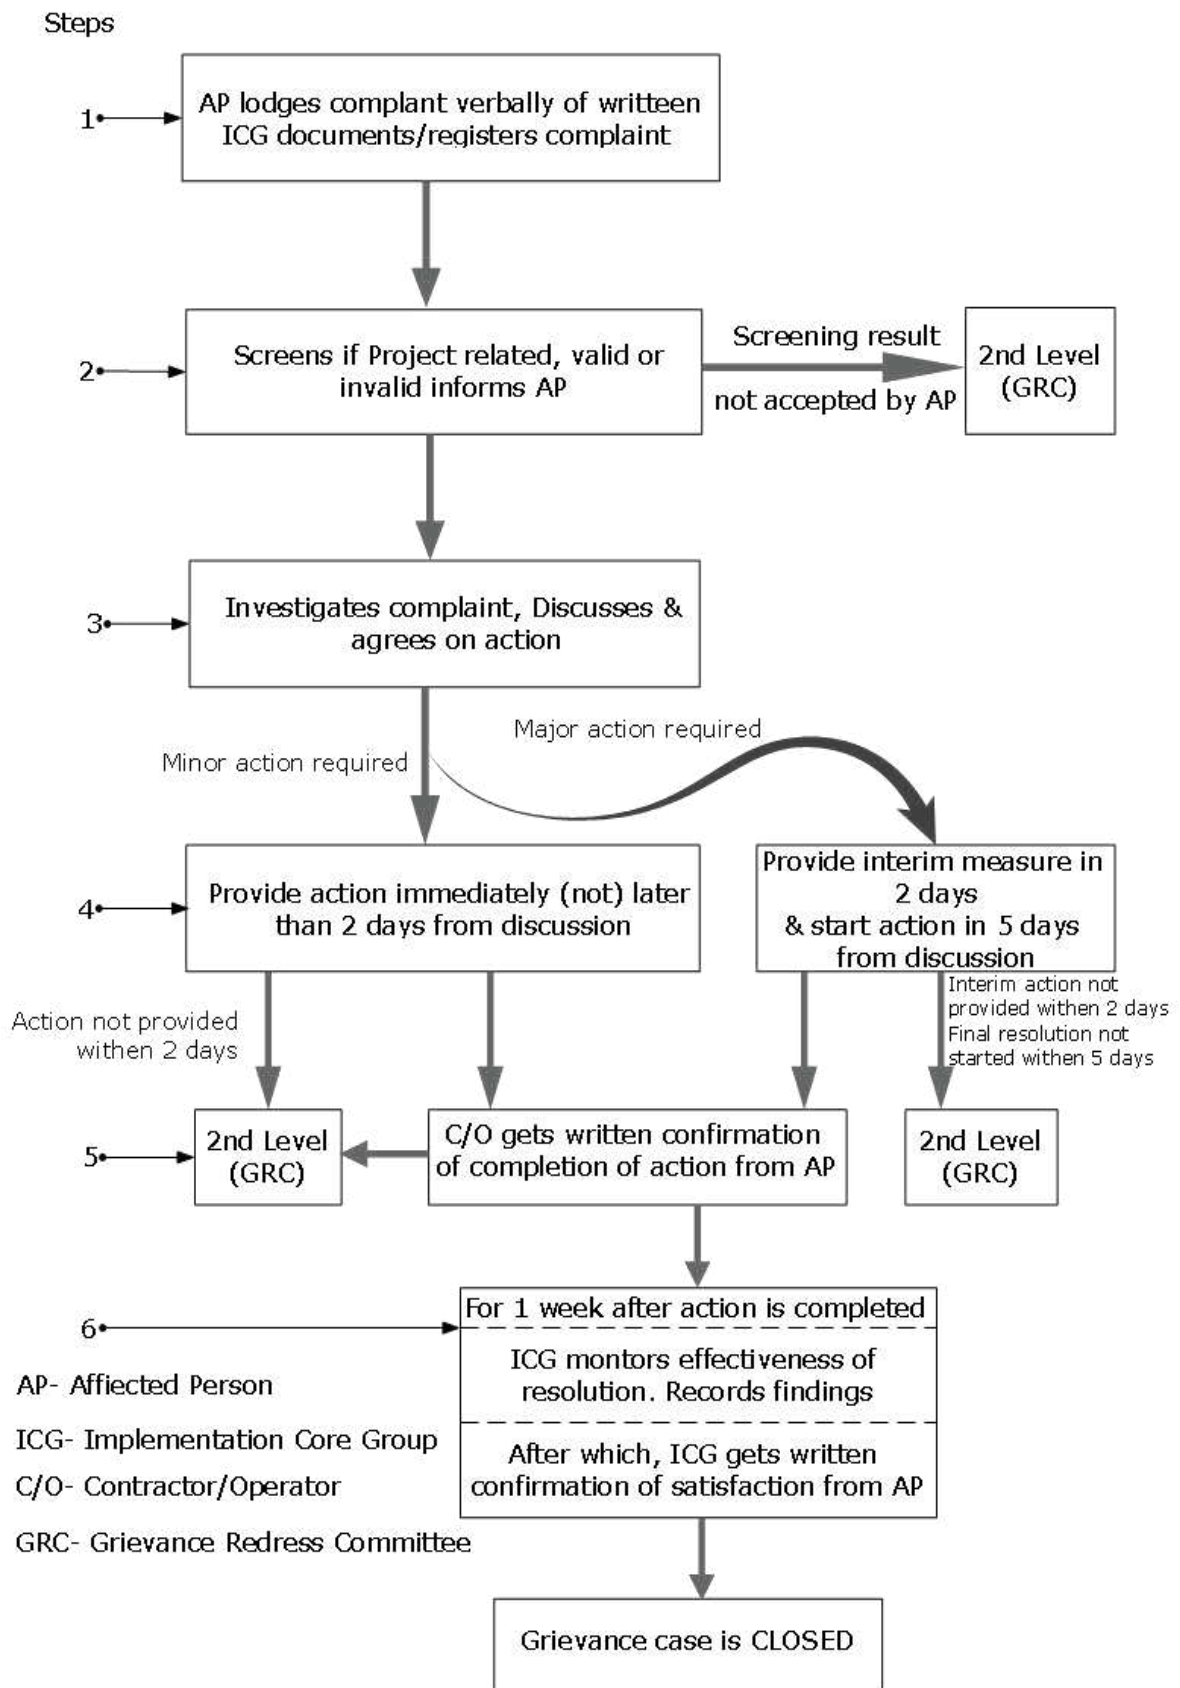 Steps
1
AP lodges complant verbally of writteen
ICG documents/registers complaint
2
Screens if Project related, valid or
invalid informs AP
Screening result
not accepted by AP
2nd Level
(GRC)
3
Investigates complaint, Discusses &
agrees on action
Minor action required
Major action required
4
Provide action immediately (not) later
than 2 days from discussion
Provide interim measure in
2 days
& start action in 5 days
from discussion
Action not provided
withen 2 days
Interim action not
provided withen 2 days
Final resolution not
started withen 5 days
5
2nd Level
(GRC)
C/O gets written confirmation
of completion of action from AP
2nd Level
(GRC)
6
For 1 week after action is completed
ICG montors effectiveness of
resolution. Records findings
After which, ICG gets written
confirmation of satisfaction from AP
AP- Affiected Person
ICG- Implementation Core Group
C/O- Contractor/Operator
GRC- Grievance Redress Committee
Grievance case is CLOSED